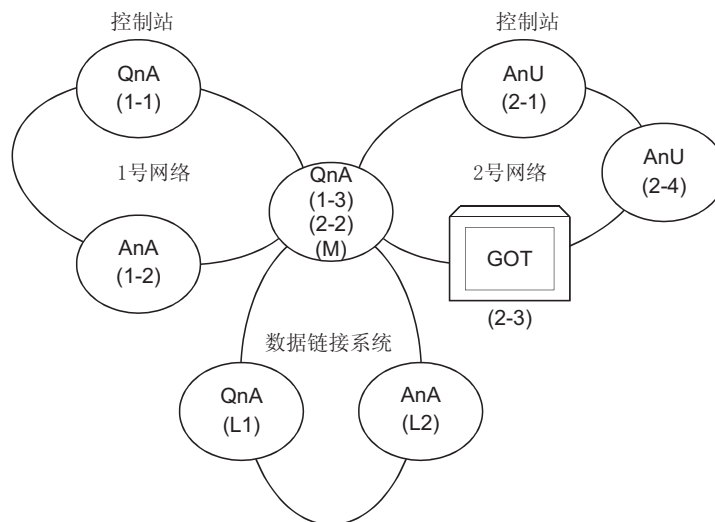 控制站
控制站
QnA
(1-1)
AnU
(2-1)
1号网络
2号网络
AnU
(2-4)
QnA
(1-3)
(2-2)
(M)
AnA
(1-2)
GOT
(2-3)
数据链接系统
QnA
(L1)
AnA
(L2)